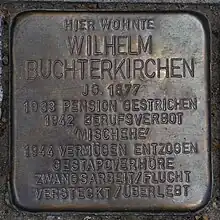 HIER WOHNTE
WILHELM
BUCHTERKIRCHEN
JG. 1877
1933 PENSION GESTRICHEN
1942 BERUFSVERBOT
'MISCHEHE'
1944 VERMÖGEN ENTZOGEN
GESTAPOVERHÖRE
ZWANGSARBEIT/FLUCHT
VERSTECKT/ÜBERLEBT